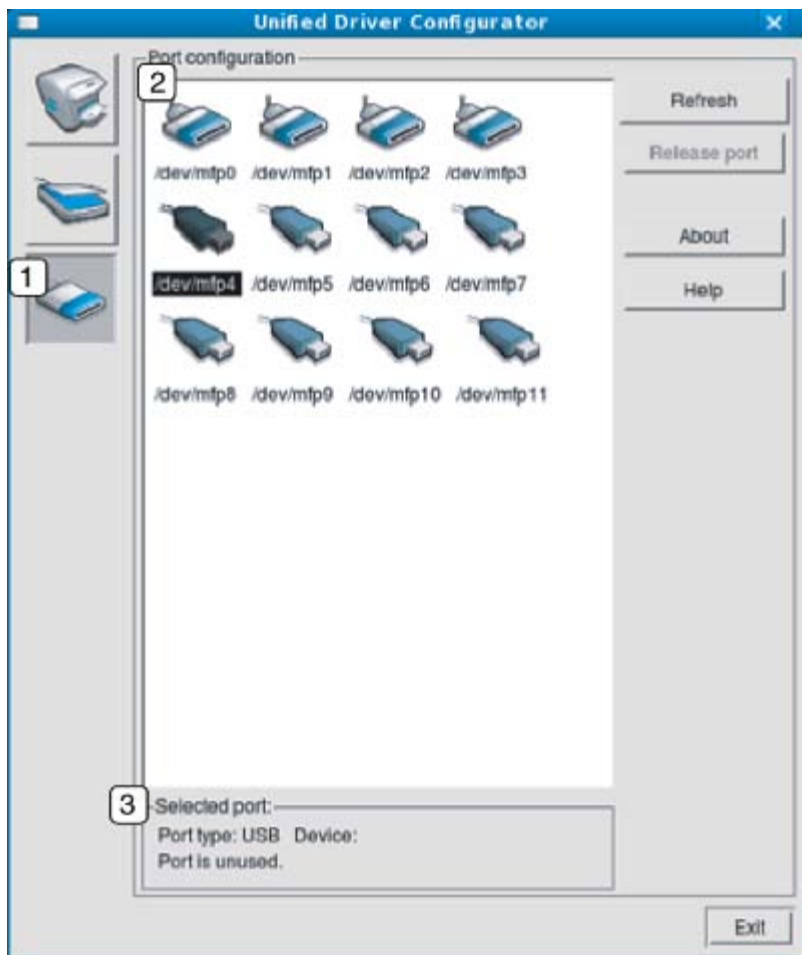 Unified Driver Configurator
Port configuration
2
/dev/mfp0 /dev/mfp1 /dev/mfp2 /dev/mfp3
Refresh
Release port
1
/dev/mfp4 /dev/mfp5 /dev/mfp6 /dev/mfp7
About
Help
/dev/mfp8 /dev/mfp9 /dev/mfp10 /dev/mfp11
3
Selected port:
Port type: USB Device:
Port is unused.
Exit